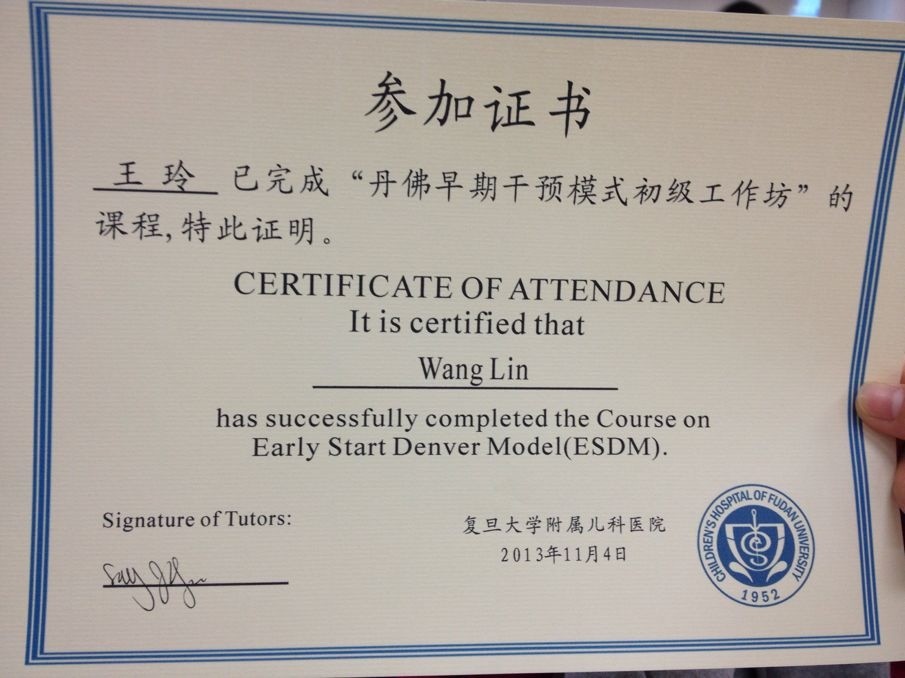 参加证书
王玲 已完成“丹佛早期干预模式初级工作坊”的
课程,特此证明。
CERTIFICATE OF ATTENDANCE
It is certified that
Wang Lin
has successfully completed the Course on
Early Start Denver Model(ESDM).
Signature of Tutors:
复旦大学附属儿科医院
2013年11月4日
CHILDREN'S HOSPITAL OF FUDAN UNIVERSITY
1952